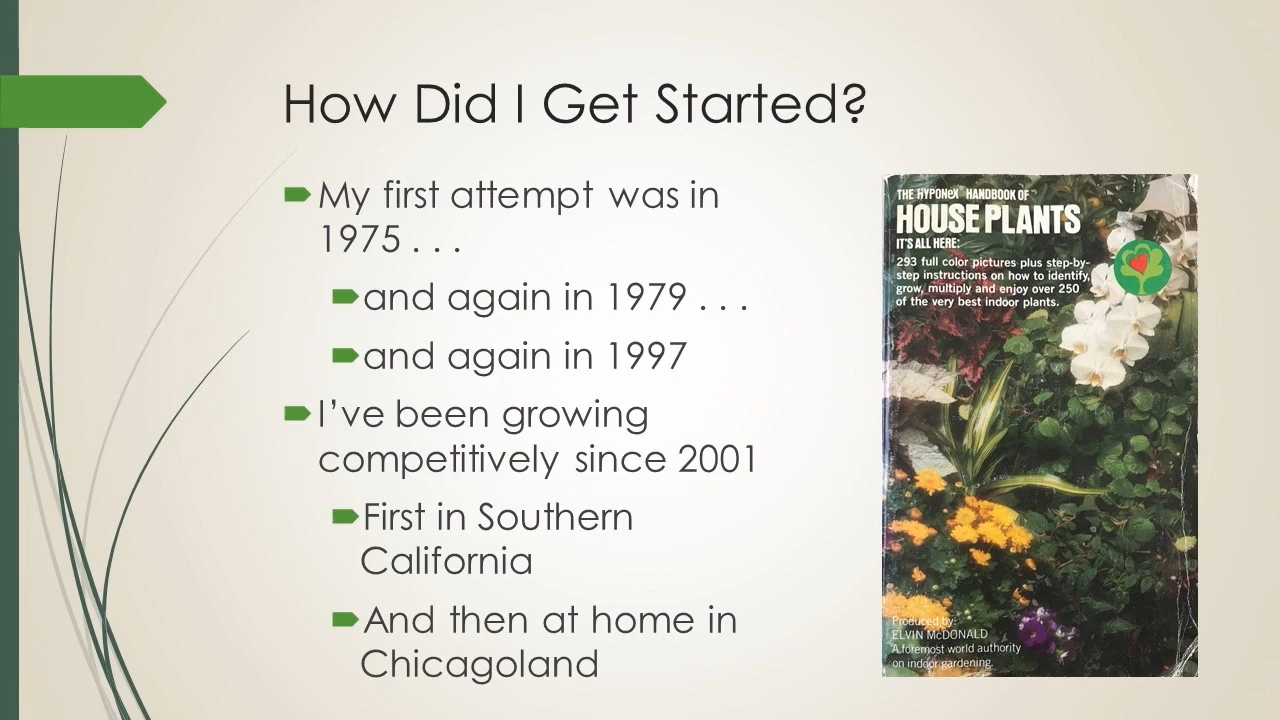 How Did I Get Started?
My first attempt was in
1975 . . .
and again in 1979 . . .
and again in 1997
I’ve been growing
competitively since 2001
First in Southern
California
And then at home in
Chicagoland
THE HYPONeX HANDBOOK OF
HOUSE PLANTS
IT'S ALL HERE:
293 full color pictures plus step-by-
step instructions on how to identify,
grow, multiply and enjoy over 250
of the very best indoor plants.
Produced by:
ELVIN McDONALD
A foremost world authority
on indoor gardening.